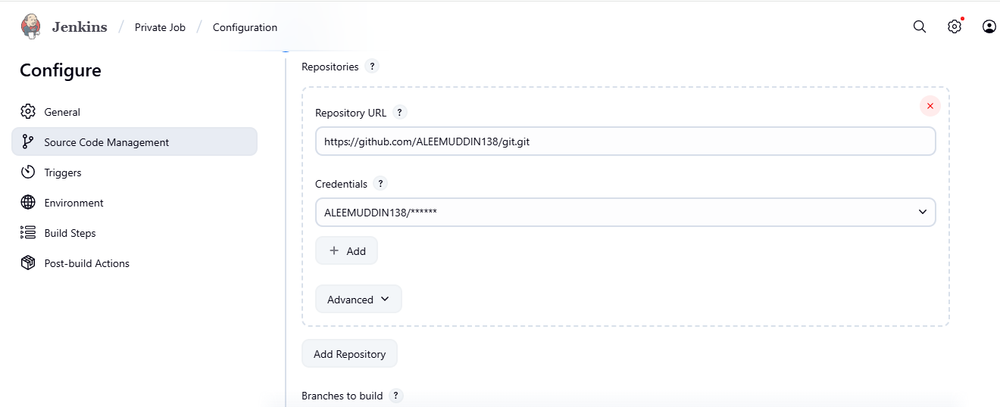 Jenkins / Private Job / Configuration
Configure
General
Source Code Management
Triggers
Environment
Build Steps
Post-build Actions
Repositories ?
Repository URL ?
https://github.com/ALEEMUDDIN138/git.git
Credentials ?
ALEEMUDDIN138/******
+ Add
Advanced
Add Repository
Branches to build ?